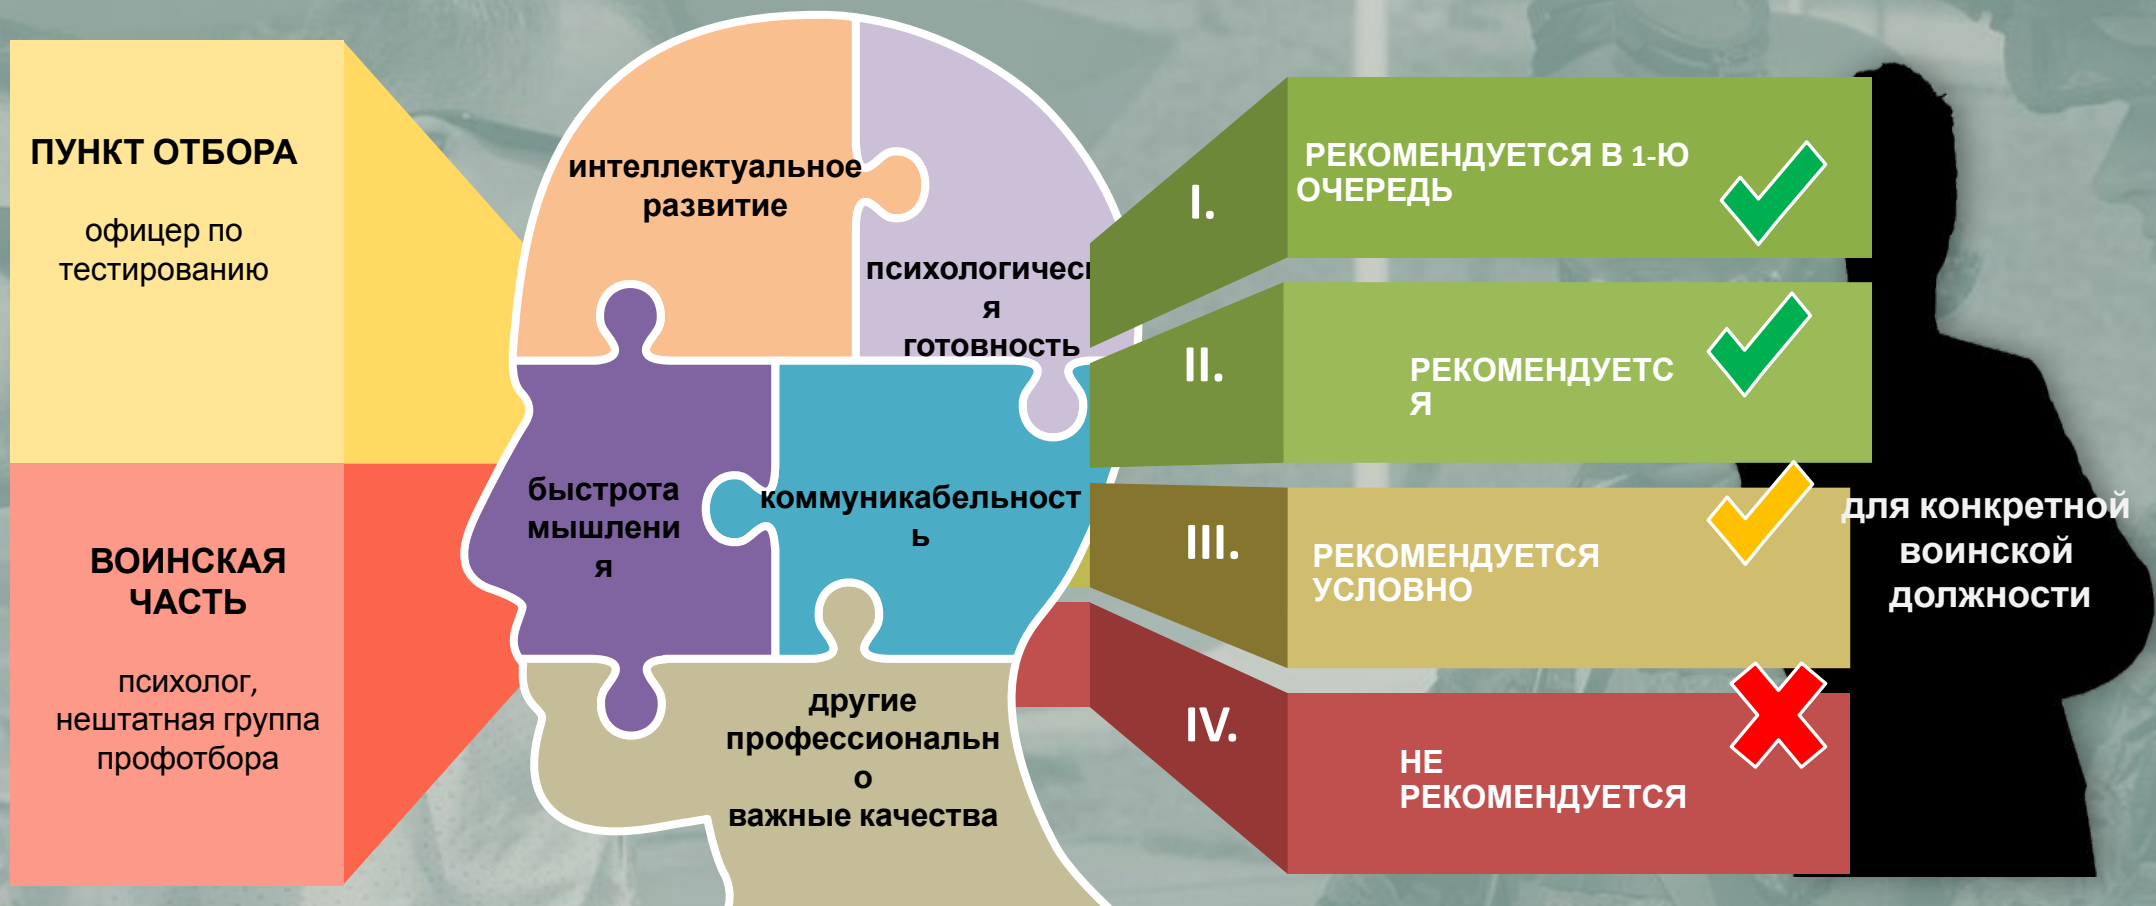 ПУНКТ ОТБОРА
офицер по
тестированию
ВОИНСКАЯ
ЧАСТЬ
психолог,
нештатная группа
профотбора
интеллектуальное
развитие
я
готовность
быстрота
мышлени
я
коммуникабельност
ь
другие
профессиональн
о
важные качества
I.
РЕКОМЕНДУЕТСЯ В 1-Ю
ОЧЕРЕДЬ
II.
РЕКОМЕНДУЕТС
Я
III.
РЕКОМЕНДУЕТСЯ
УСЛОВНО
IV.
НЕ
РЕКОМЕНДУЕТСЯ
для конкретной
воинской
должности